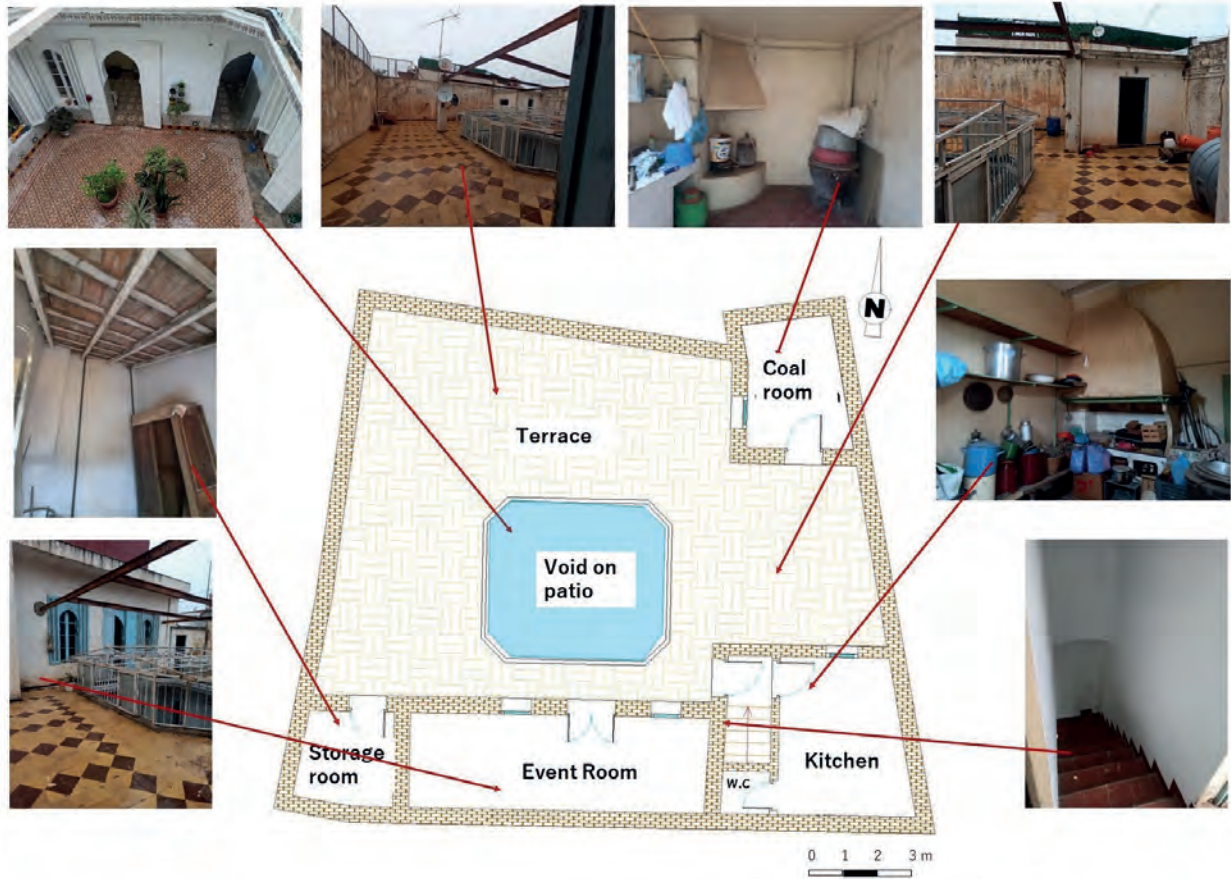 N
Coal
room
Terrace
Void on
patio
Storage
room
Event Room
W.C
Kitchen
0 1 2 3 m